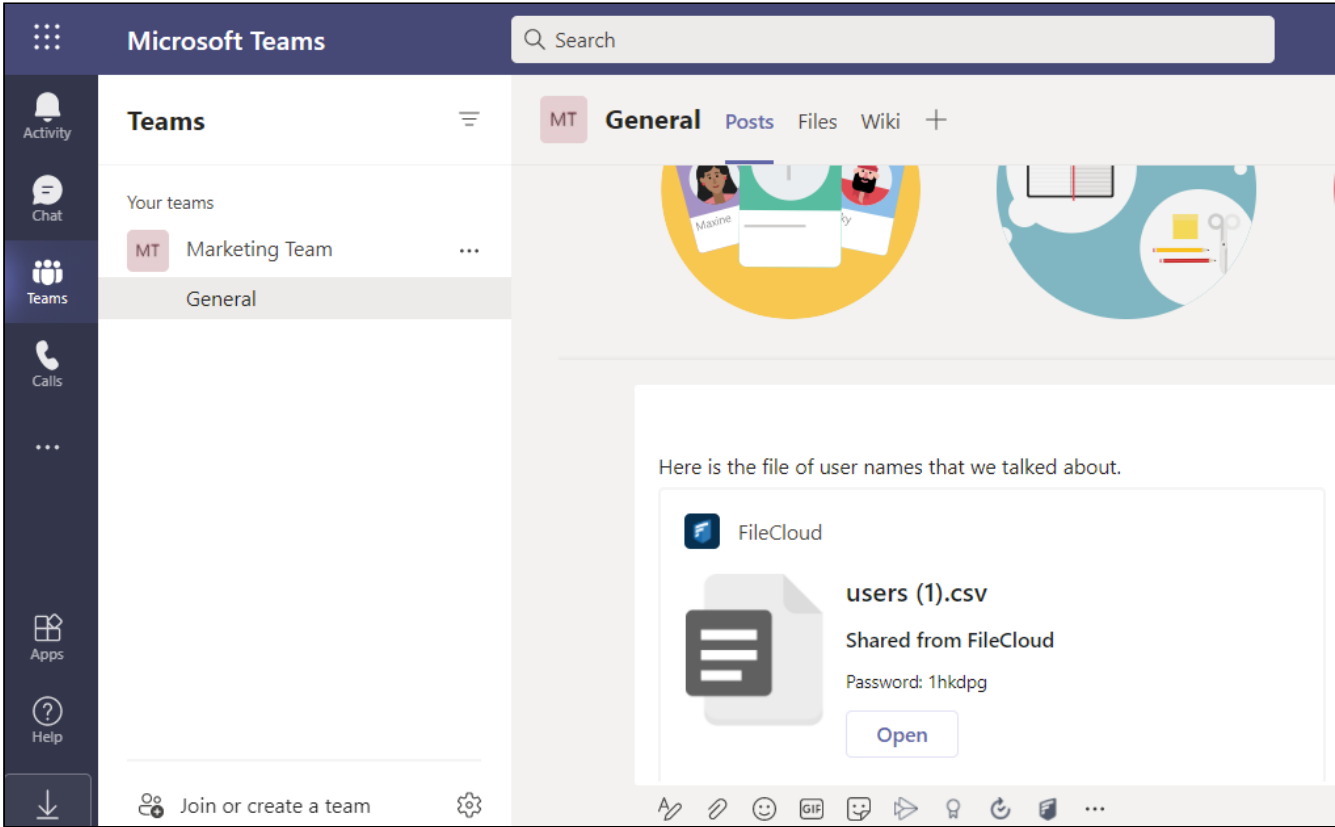 Microsoft Teams
Search
Activity
Chat
Teams
Calls
Apps
Help
Teams
Your teams
MT Marketing Team
General
Join or create a team
MT General Posts Files Wiki
Maxine
ky
Here is the file of user names that we talked about.
FileCloud
users (1).csv
Shared from FileCloud
Password: 1hkdpg
Open
GIF